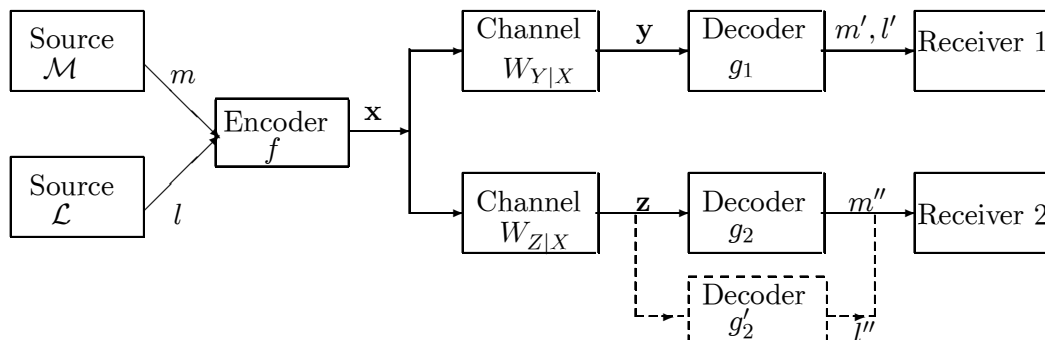 Source
ℳ
m
Source
ℒ
l
Encoder
f
x
Channel
W_{Y|X}
y
Decoder
g_1
m′, l′
Receiver 1
Channel
W_{Z|X}
z
Decoder
g_2
m″
Receiver 2
Decoder
g′_2
l″